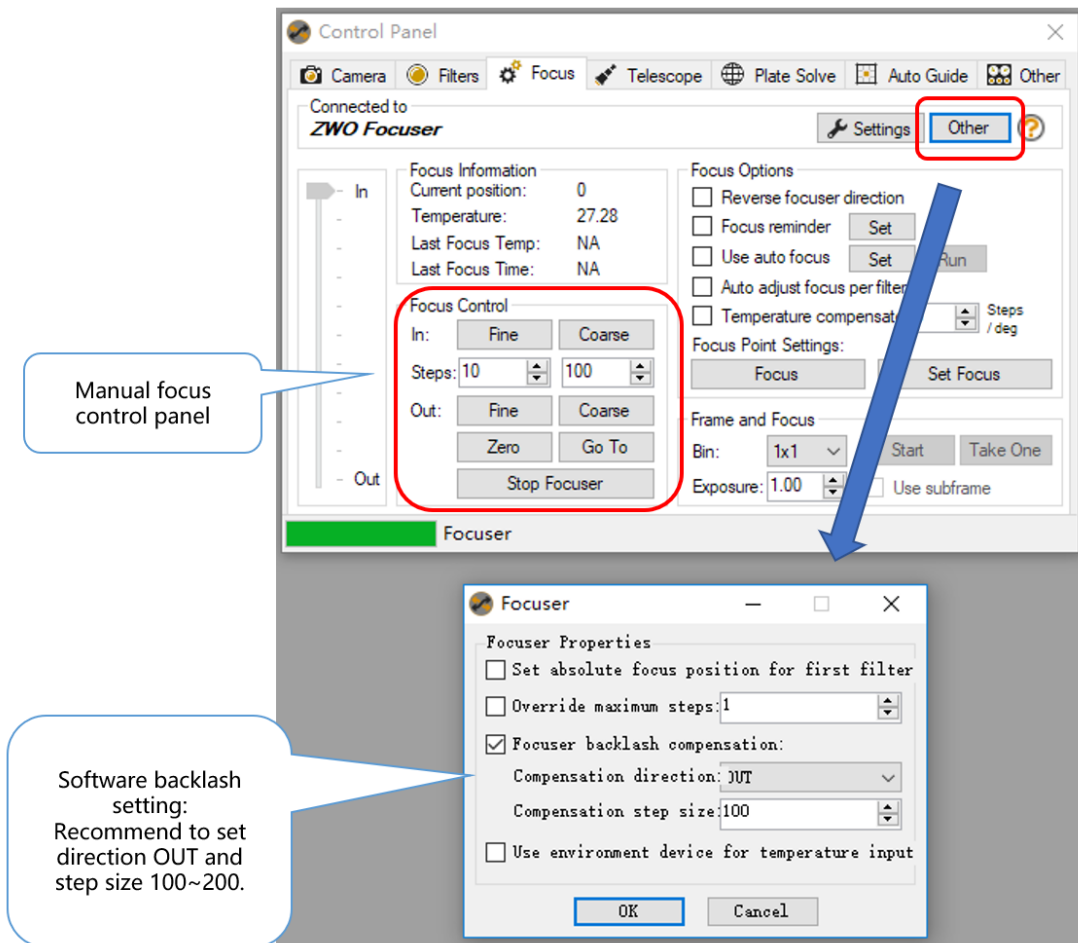 Control Panel
Camera Filters Focus Telescope Plate Solve Auto Guide Other
Connected to
ZWO Focuser
Settings Other
In
Out
Focus Information
Current position: 0
Temperature: 27.28
Last Focus Temp: NA
Last Focus Time: NA
Focus Control
In: Fine Coarse
Steps: 10 100
Out: Fine Coarse
Zero Go To
Stop Focuser
Focus Options
Reverse focuser direction
Focus reminder Set
Use auto focus Set Run
Auto adjust focus per filter
Temperature compensate Steps
/ deg
Focus Point Settings:
Focus Set Focus
Frame and Focus
Bin: 1x1 Start Take One
Exposure: 1.00 Use subframe
Focuser
Manual focus
control panel
Focuser
Focuser Properties
Set absolute focus position for first filter
Override maximum steps: 1
Focuser backlash compensation:
Compensation direction: OUT
Compensation step size: 100
Use environment device for temperature input
OK Cancel
Software backlash
setting:
Recommend to set
direction OUT and
step size 100~200.